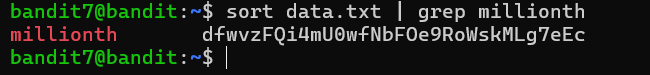 bandit7@bandit:~$ sort data.txt | grep millionth
millionth       dfwvzFQi4mU0wfNbFOe9RoWskMLg7eEc
bandit7@bandit:~$